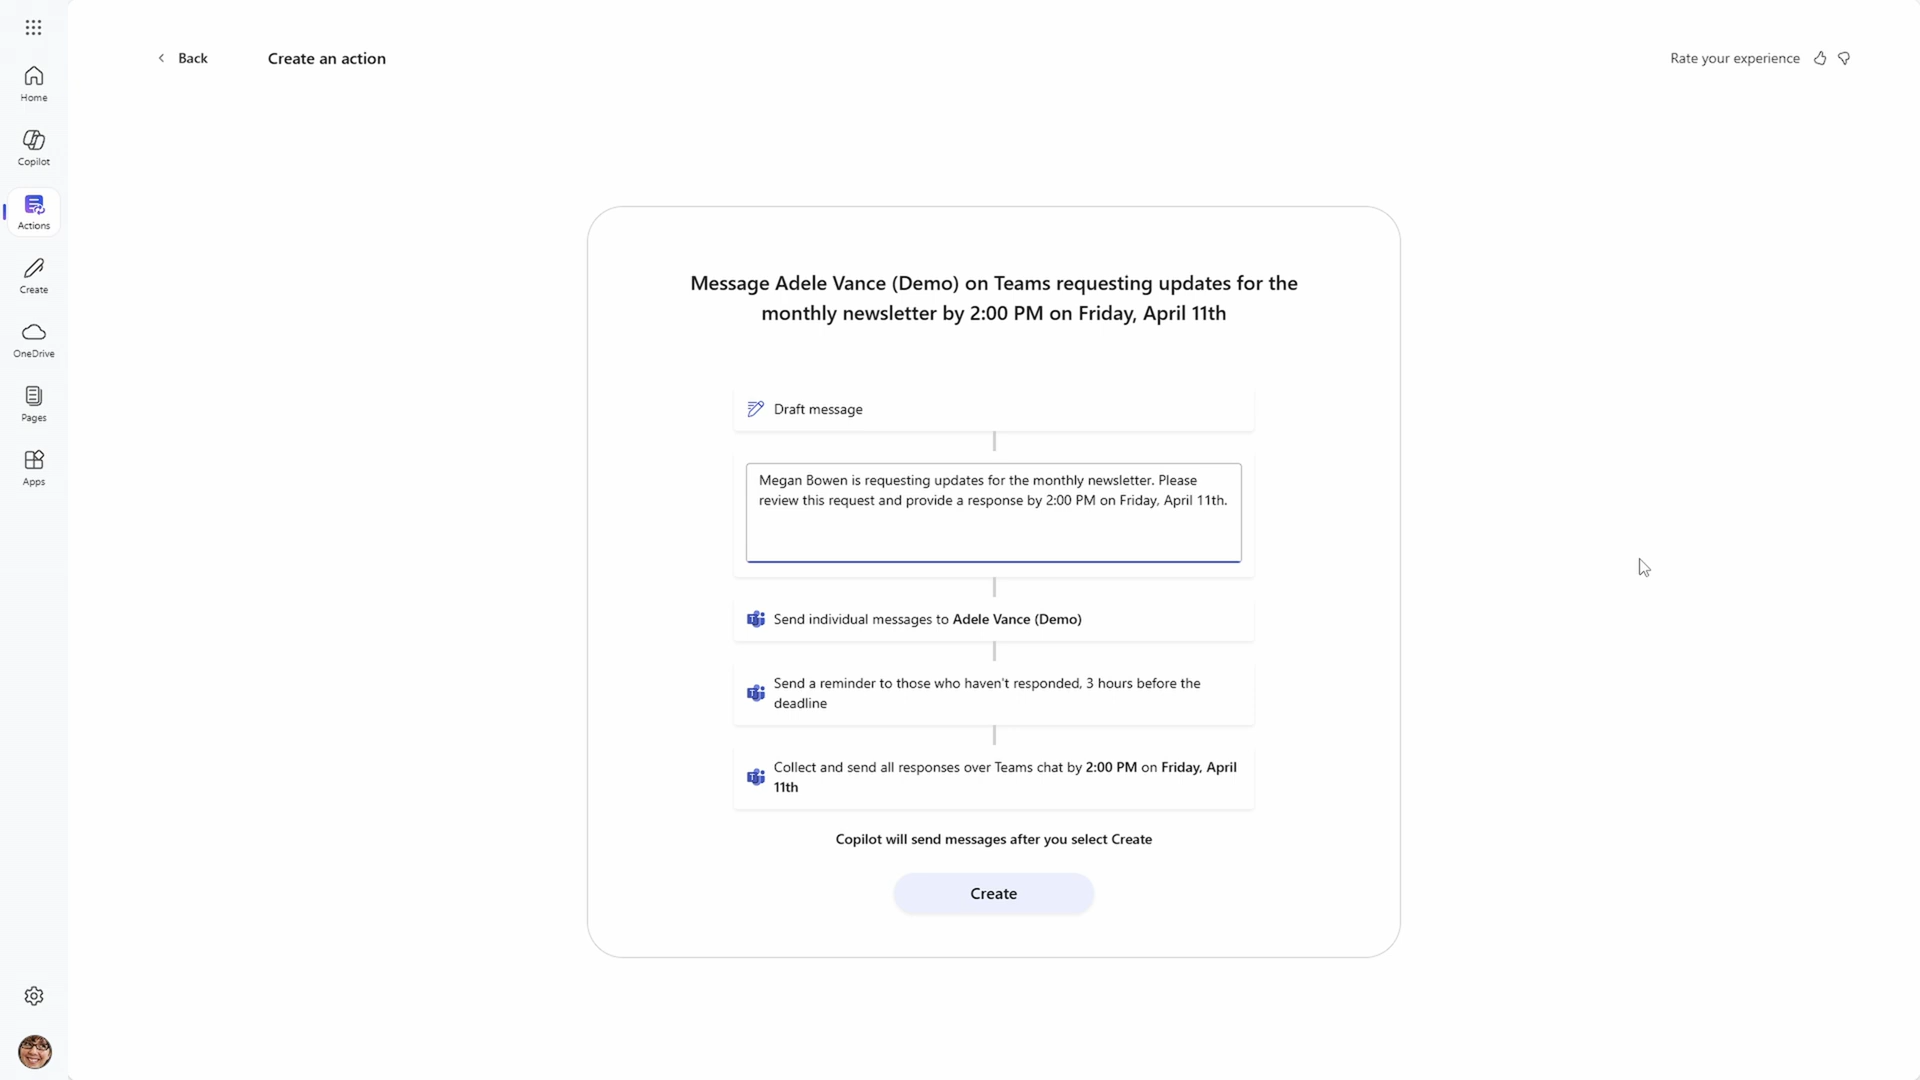 Home
Copilot
Actions
Create
OneDrive
Pages
Apps
Back
Create an action
Rate your experience
Message Adele Vance (Demo) on Teams requesting updates for the
monthly newsletter by 2:00 PM on Friday, April 11th
Draft message
Megan Bowen is requesting updates for the monthly newsletter. Please
review this request and provide a response by 2:00 PM on Friday, April 11th.
Send individual messages to Adele Vance (Demo)
Send a reminder to those who haven't responded, 3 hours before the
deadline
Collect and send all responses over Teams chat by 2:00 PM on Friday, April
11th
Copilot will send messages after you select Create
Create